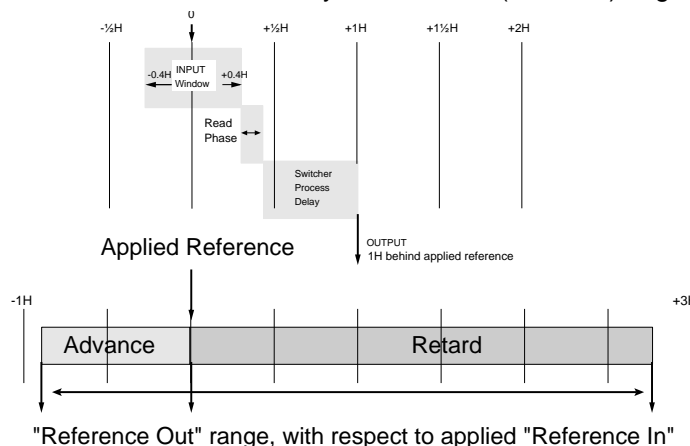 0
-½H +½H +1H +1½H +2H
-0.4H INPUT +0.4H
Window
Read
Phase
Switcher
Process
Delay
OUTPUT
1H behind applied reference
Applied Reference
-1H
Advance Retard
"Reference Out" range, with respect to applied "Reference In"